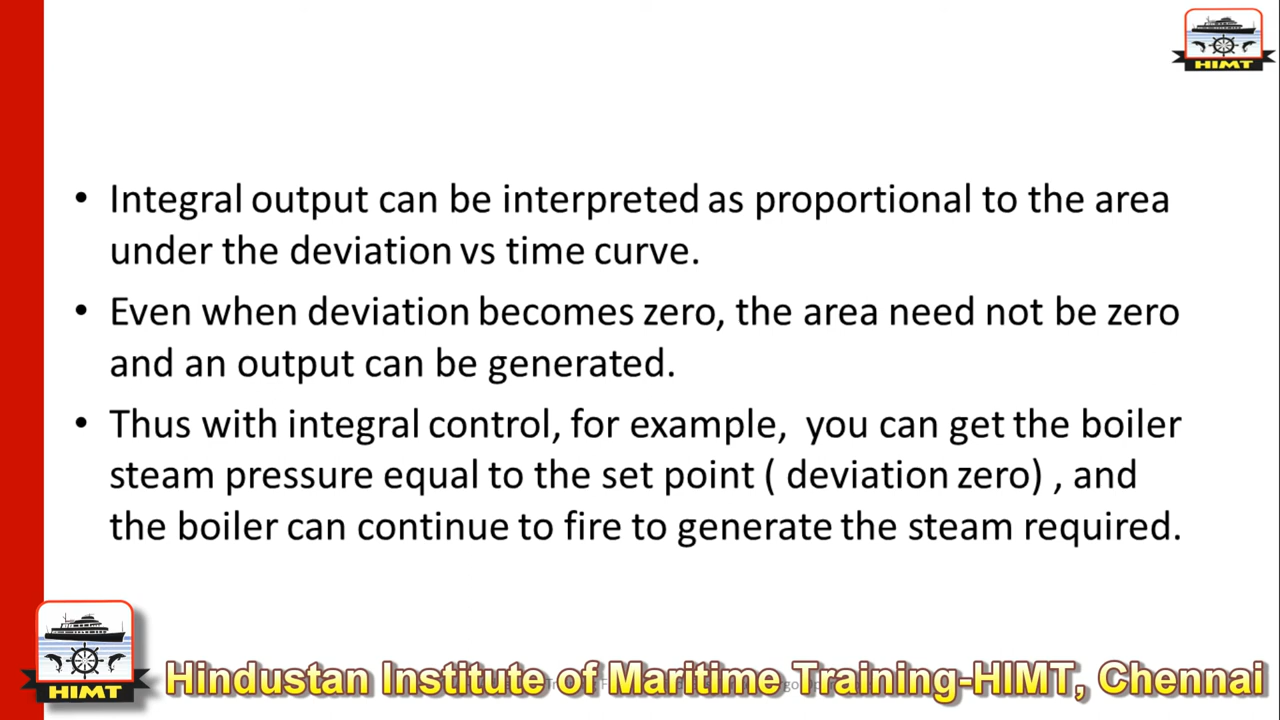 HIMT
• Integral output can be interpreted as proportional to the area
under the deviation vs time curve.
• Even when deviation becomes zero, the area need not be zero
and an output can be generated.
• Thus with integral control, for example, you can get the boiler
steam pressure equal to the set point ( deviation zero) , and
the boiler can continue to fire to generate the steam required.
HIMT
Hindustan Institute of Maritime Training-HIMT, Chennai